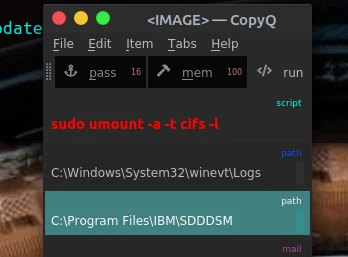 pdate
<IMAGE> — CopyQ
File Edit Item Tabs Help
pass 16 mem 100 </> run
script
sudo umount -a -t cifs -l
path
C:\Windows\System32\winevt\Logs
path
C:\Program Files\IBM\SDDDSM
mail